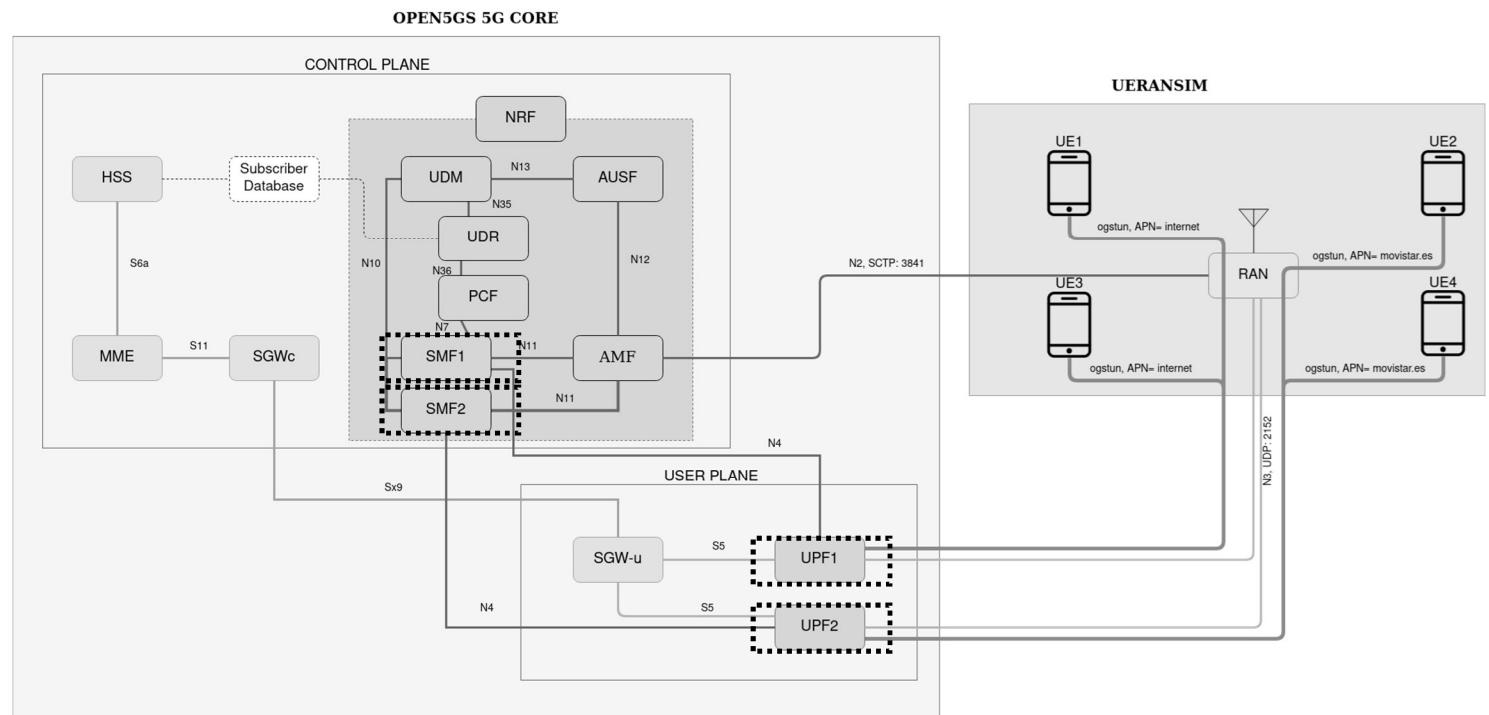 OPEN5GS 5G CORE
CONTROL PLANE
NRF
HSS
Subscriber
Database
UDM
N13
AUSF
N35
UDR
S6a
N10
N36
N12
PCF
N7
MME
S11
SGWc
SMF1
N11
AMF
SMF2
N11
N4
USER PLANE
Sx9
SGW-u
S5
UPF1
N4
S5
UPF2
N2, SCTP: 3841
UERANSIM
UE1
UE2
ogstun, APN= internet
ogstun, APN= movistar.es
RAN
UE3
UE4
ogstun, APN= internet
ogstun, APN= movistar.es
N3, UDP: 2152